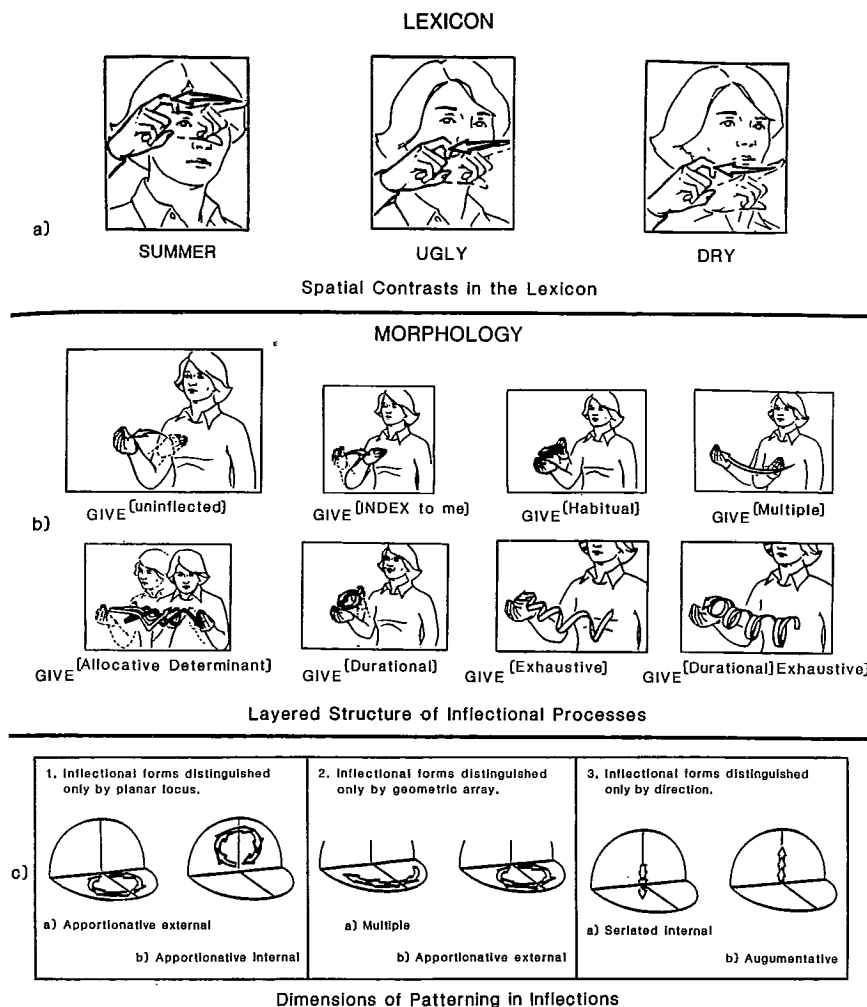 LEXICON
a)
SUMMER UGLY DRY
Spatial Contrasts in the Lexicon
MORPHOLOGY
GIVE [uninflected] GIVE [INDEX to me] GIVE [Habitual] GIVE [Multiple]
b)
GIVE [Allocative Determinant] GIVE [Durational] GIVE [Exhaustive] GIVE [Durational] Exhaustive]
Layered Structure of Inflectional Processes
c)
1. Inflectional forms distinguished
only by planar locus.
a) Apportionative external
b) Apportionative Internal
2. Inflectional forms distinguished
only by geometric array.
a) Multiple
b) Apportionative external
3. Inflectional forms distinguished
only by direction.
a) Seriated internal
b) Augumentative
Dimensions of Patterning in Inflections